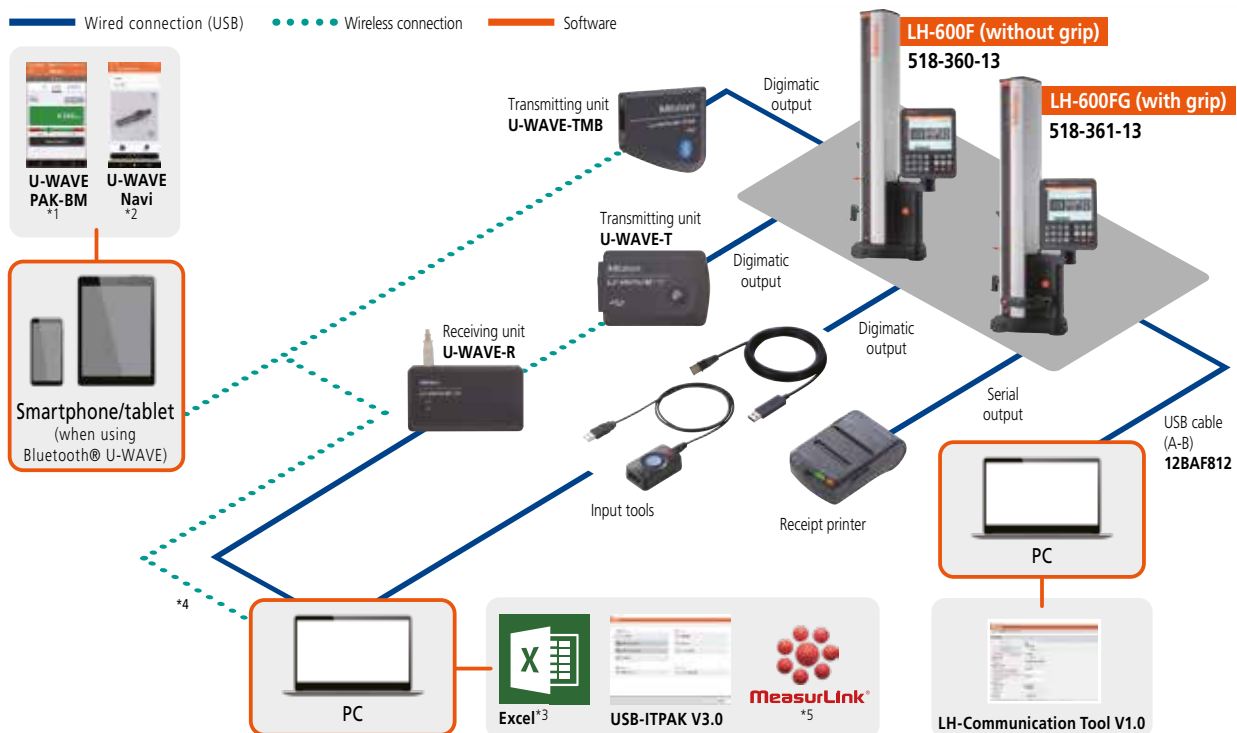 Wired connection (USB)
Wireless connection
Software
LH-600F (without grip)
518-360-13
LH-600FG (with grip)
518-361-13
Digimatic
output
Transmitting unit
U-WAVE-TMB
Mitutoyo
U-WAVE
PAK-BM
*1
U-WAVE
Navi
*2
Transmitting unit
U-WAVE-T
Mitutoyo
Digimatic
output
Receiving unit
U-WAVE-R
Digimatic
output
Smartphone/tablet
(when using
Bluetooth® U-WAVE)
Serial
output
USB cable
(A-B)
12BAF812
Input tools
Receipt printer
PC
*4
PC
X
Excel*3
USB-ITPAK V3.0
MeasurLink®
*5
LH-Communication Tool V1.0